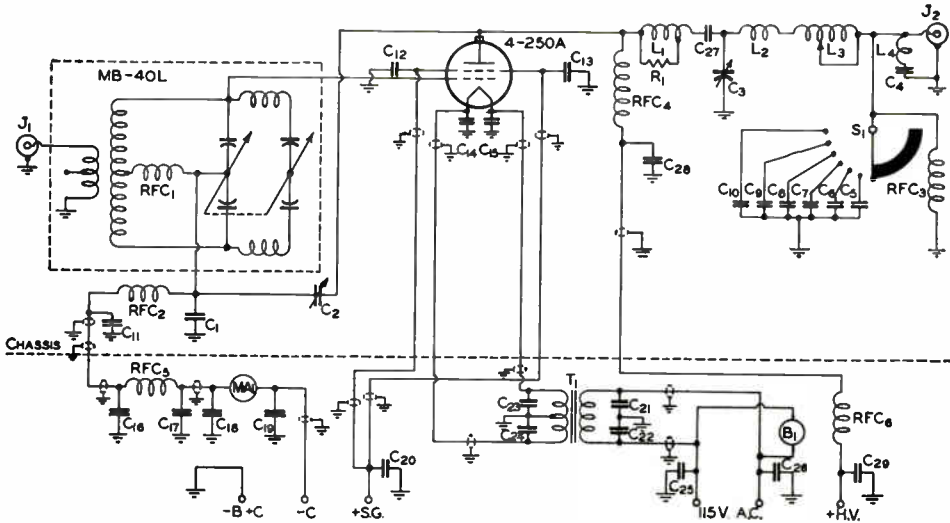 J2
4-250A
C12
C13
L1
C27
L2
L3
L4
C4
R1
C3
MB-40L
RFC4
J1
S1
RFC1
C14
C15
C28
C10
C9
C8
C7
C6
C5
RFC3
RFC2
C2
C1
C11
CHASSIS
RFC5
MA1
T1
C23
C24
C21
C22
B1
RFC6
C16
C17
C18
C19
C20
C25
C26
C29
-B +C
-C
+S.G.
115V. A.C.
+H.V.